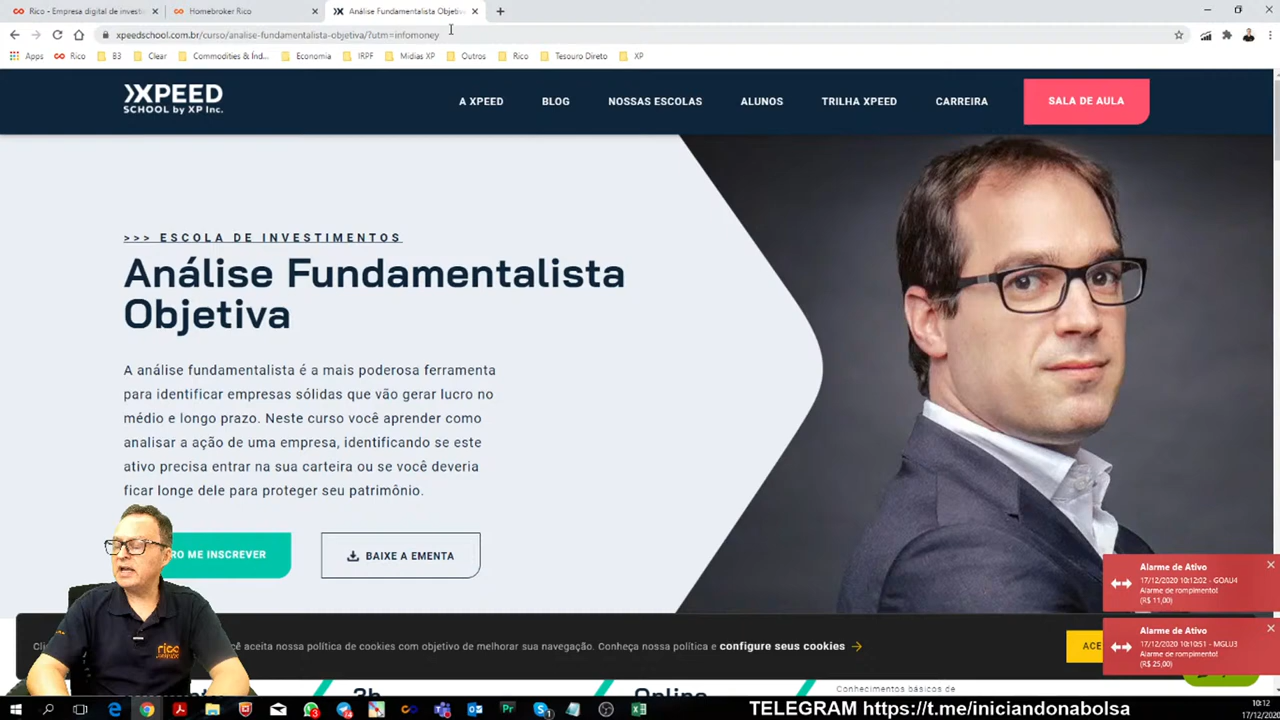 Rico - Empresa digital de investi
Homebroker Rico
Análise Fundamentalista Objetiv
xpeedschool.com.br/curso/analise-fundamentalista-objetiva/?utm=infomoney
Apps
Rico
B3
Clear
Commodities & Índ...
Economia
IRPF
Midias XP
Outros
Rico
Tesouro Direto
XP
XPEED
SCHOOL by XP Inc.
A XPEED
BLOG
NOSSAS ESCOLAS
ALUNOS
TRILHA XPEED
CARREIRA
SALA DE AULA
>>> ESCOLA DE INVESTIMENTOS
Análise Fundamentalista
Objetiva
A análise fundamentalista é a mais poderosa ferramenta
para identificar empresas sólidas que vão gerar lucro no
médio e longo prazo. Neste curso você aprender como
analisar a ação de uma empresa, identificando se este
ativo precisa entrar na sua carteira ou se você deveria
ficar longe dele para proteger seu patrimônio.
RO ME INSCREVER
BAIXE A EMENTA
Alarme de Ativo
17/12/2020 10:12:02 - GOAU4
Alarme de rompimento!
(R$ 11,00)
Alarme de Ativo
17/12/2020 10:10:51 - MGLU3
Alarme de rompimento!
(R$ 25,00)
Cli
cê aceita nossa política de cookies com objetivo de melhorar sua navegação. Conheça nossa política e configure seus cookies
ACE
rico
3h
Online
Conhecimentos básicos de
TELEGRAM https://t.me/iniciandonabolsa
10:12
17/12/2020